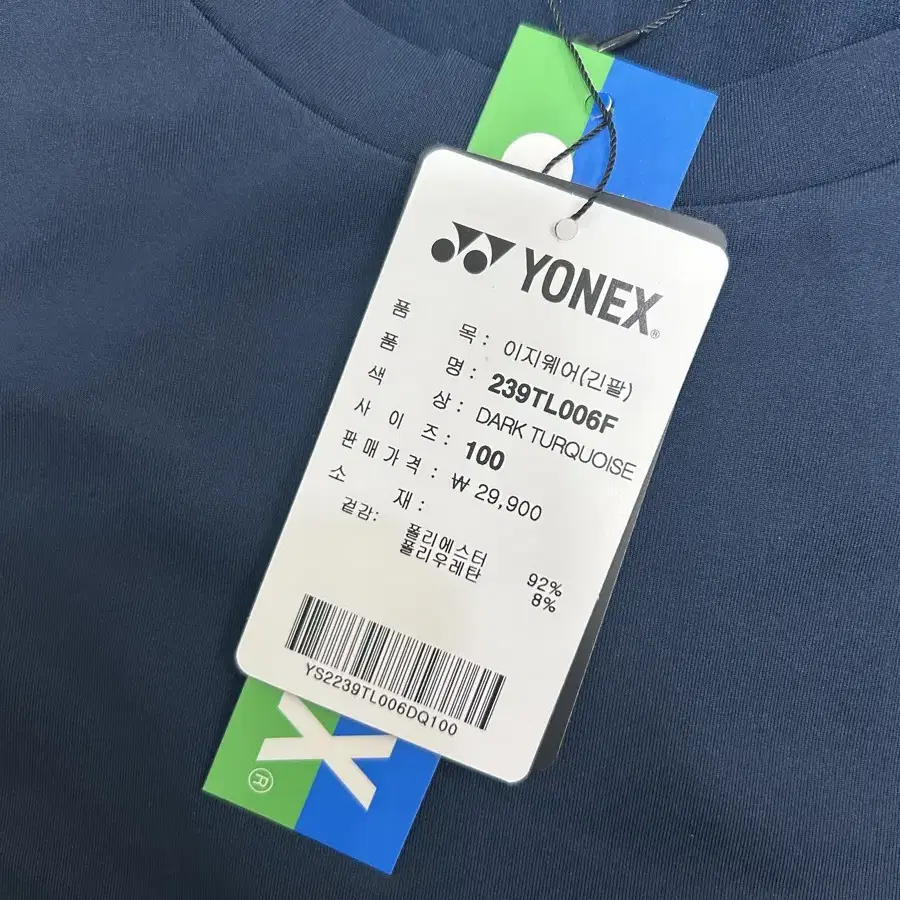 YONEX®
품 목 : 이지웨어(긴팔)
품 명 : 239TL006F
색 상 : DARK TURQUOISE
사 이 즈 : 100
판 매 가 격 : ₩ 29,900
소 재 :
겉감: 폴리에스터 92%
폴리우레탄 8%
YS2239TL006DQ100
X®